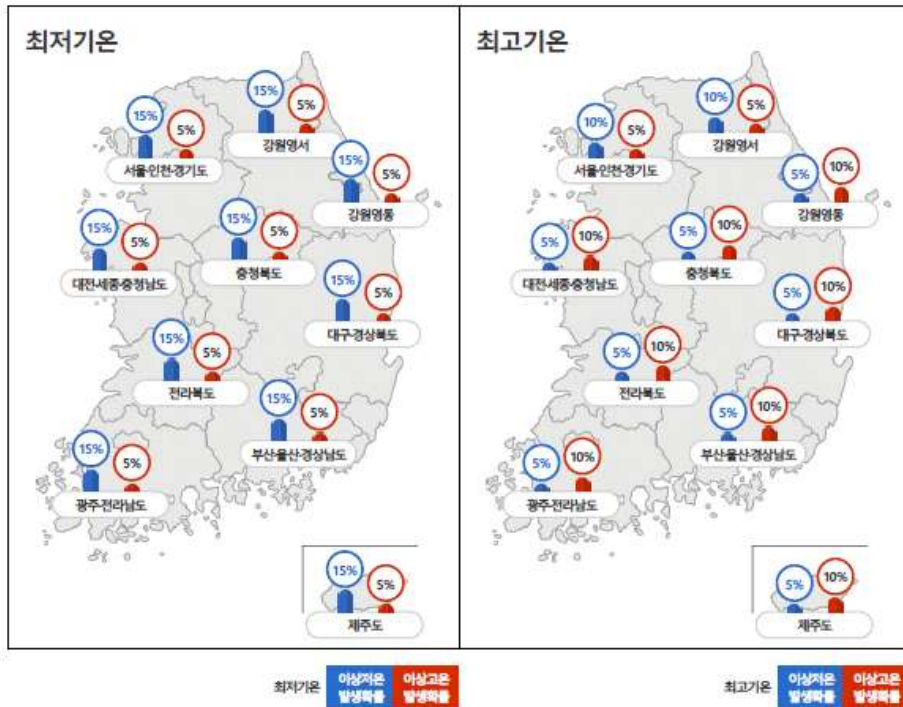 최저기온
15%
5%
서울·인천·경기도
15%
5%
강원영서
15%
5%
강원영동
15%
5%
대전·세종·충청남도
15%
5%
충청북도
15%
5%
대구·경상북도
15%
5%
전라북도
15%
5%
부산·울산·경상남도
15%
5%
광주·전라남도
15%
5%
제주도
최저기온
이상저온
발생확률
이상고온
발생확률
최고기온
10%
5%
서울·인천·경기도
10%
5%
강원영서
5%
10%
강원영동
5%
10%
대전·세종·충청남도
5%
10%
충청북도
5%
10%
대구·경상북도
5%
10%
전라북도
5%
10%
부산·울산·경상남도
5%
10%
광주·전라남도
5%
10%
제주도
최고기온
이상저온
발생확률
이상고온
발생확률